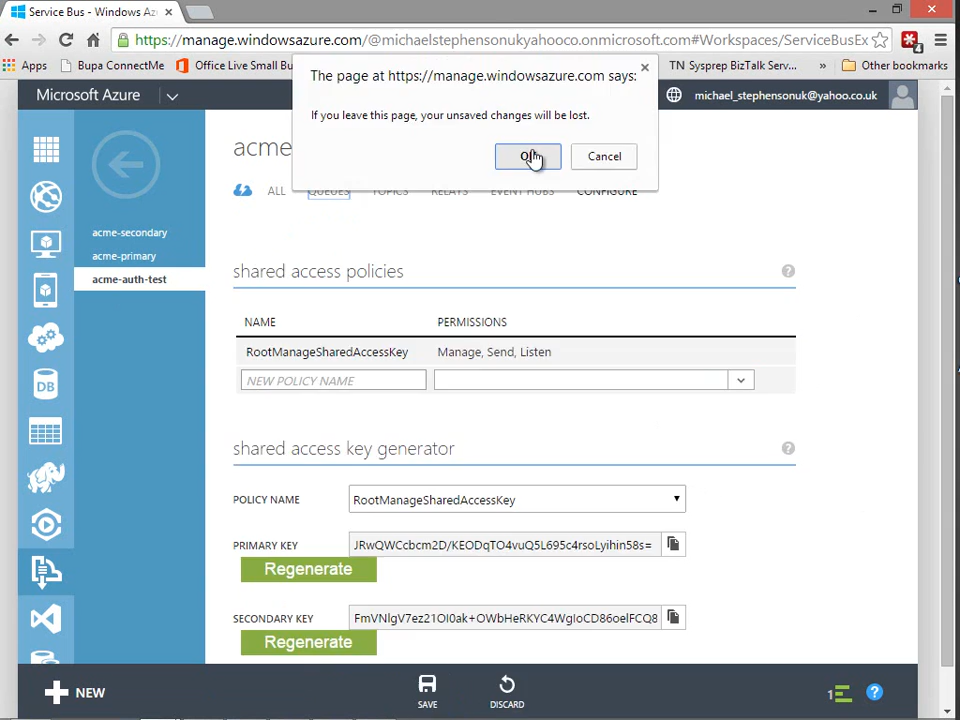 Service Bus - Windows Az
https://manage.windowsazure.com/@michaelstephensonukyahooco.onmicrosoft.com#Workspaces/ServiceBusEx
4
Apps
Bupa ConnectMe
Office Live Small Bu
TN Sysprep BizTalk Serv...
»
Other bookmarks
The page at https://manage.windowsazure.com says:
If you leave this page, your unsaved changes will be lost.
Cancel
Microsoft Azure
michael_stephensonuk@yahoo.co.uk
acme
ALL
QUEUES
TOPICS
RELAYS
EVENT HUBS
CONFIGURE
acme-secondary
acme-primary
acme-auth-test
shared access policies
?
NAME
PERMISSIONS
RootManageSharedAccessKey
Manage, Send, Listen
NEW POLICY NAME
shared access key generator
?
POLICY NAME
RootManageSharedAccessKey
PRIMARY KEY
JRwQWCcbcm2D/KEODqTO4vuQ5L695c4rsoLyihin58s=
Regenerate
SECONDARY KEY
FmVNlgV7ez21OI0ak+OWbHeRKYC4WgIoCD86oelFCQ8
Regenerate
DB
NEW
SAVE
DISCARD
1
?